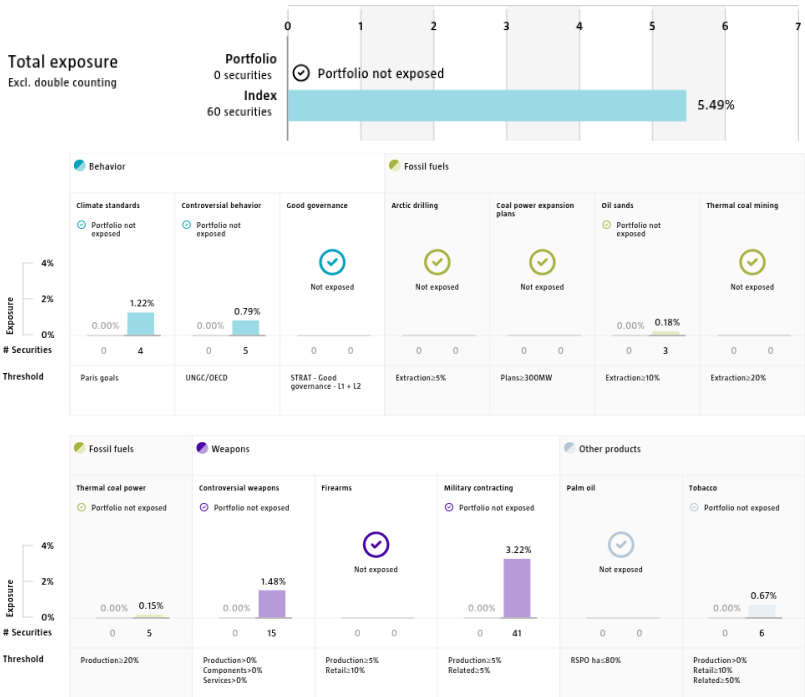 0 1 2 3 4 5 6 7
Total exposure
Excl. double counting
Portfolio
0 securities
Portfolio not exposed
Index
60 securities
5.49%
Behavior
Fossil fuels
Climate standards
Controversial behavior
Good governance
Arctic drilling
Coal power expansion
plans
Oil sands
Thermal coal mining
Portfolio not
exposed
Portfolio not
exposed
Portfolio not
exposed
Not exposed
Not exposed
Not exposed
Not exposed
Exposure
4%
2%
0%
0.00% 1.22%
0.00% 0.79%
0.00% 0.18%
# Securities
0 4
0 5
0 0
0 0
0 0
0 3
0 0
Threshold
Paris goals
UNGC/OECD
STRAT - Good
governance - L1 + L2
Extraction≥5%
Plans≥300MW
Extraction≥10%
Extraction≥20%
Fossil fuels
Weapons
Other products
Thermal coal power
Controversial weapons
Firearms
Military contracting
Palm oil
Tobacco
Portfolio not exposed
Portfolio not exposed
Portfolio not exposed
Portfolio not exposed
Not exposed
Not exposed
Exposure
4%
2%
0%
0.00% 0.15%
0.00% 1.48%
0.00% 3.22%
0.00% 0.67%
# Securities
0 5
0 15
0 0
0 41
0 0
0 6
Threshold
Production≥20%
Production>0%
Components>0%
Services>0%
Production≥5%
Retail≥10%
Production≥5%
Related≥5%
RSPO ha≤80%
Production>0%
Retail≥10%
Related≥50%